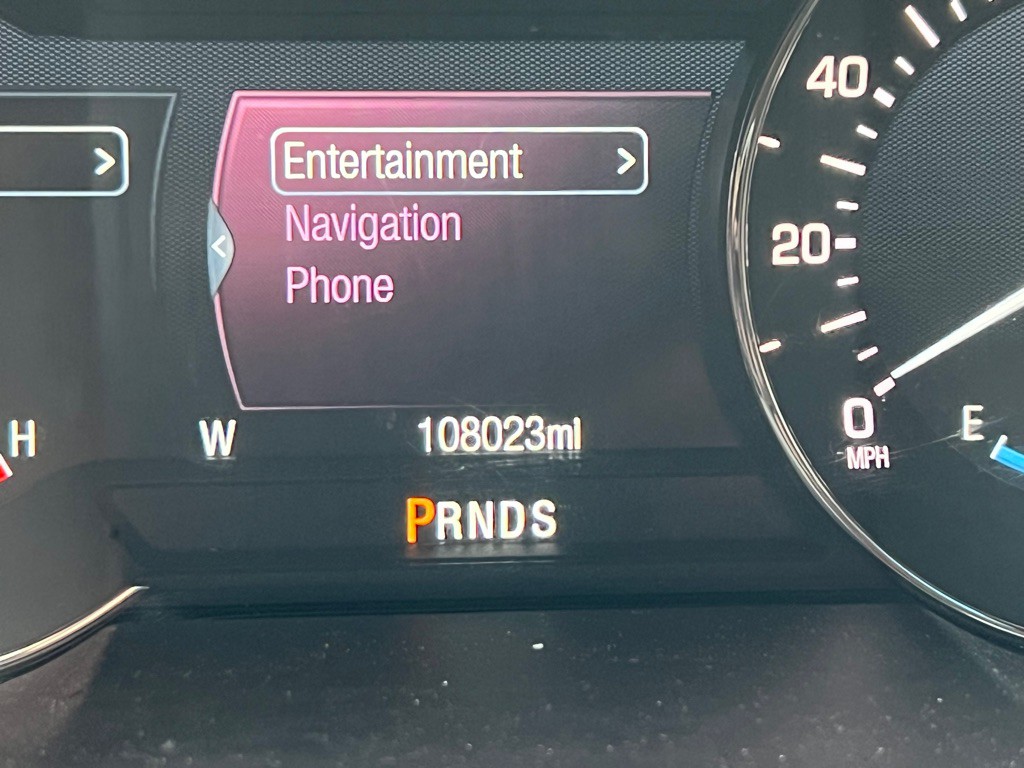 40
Entertainment >
Navigation
20
<
Phone
0
H
W
108023mi
E
MPH
PRNDS